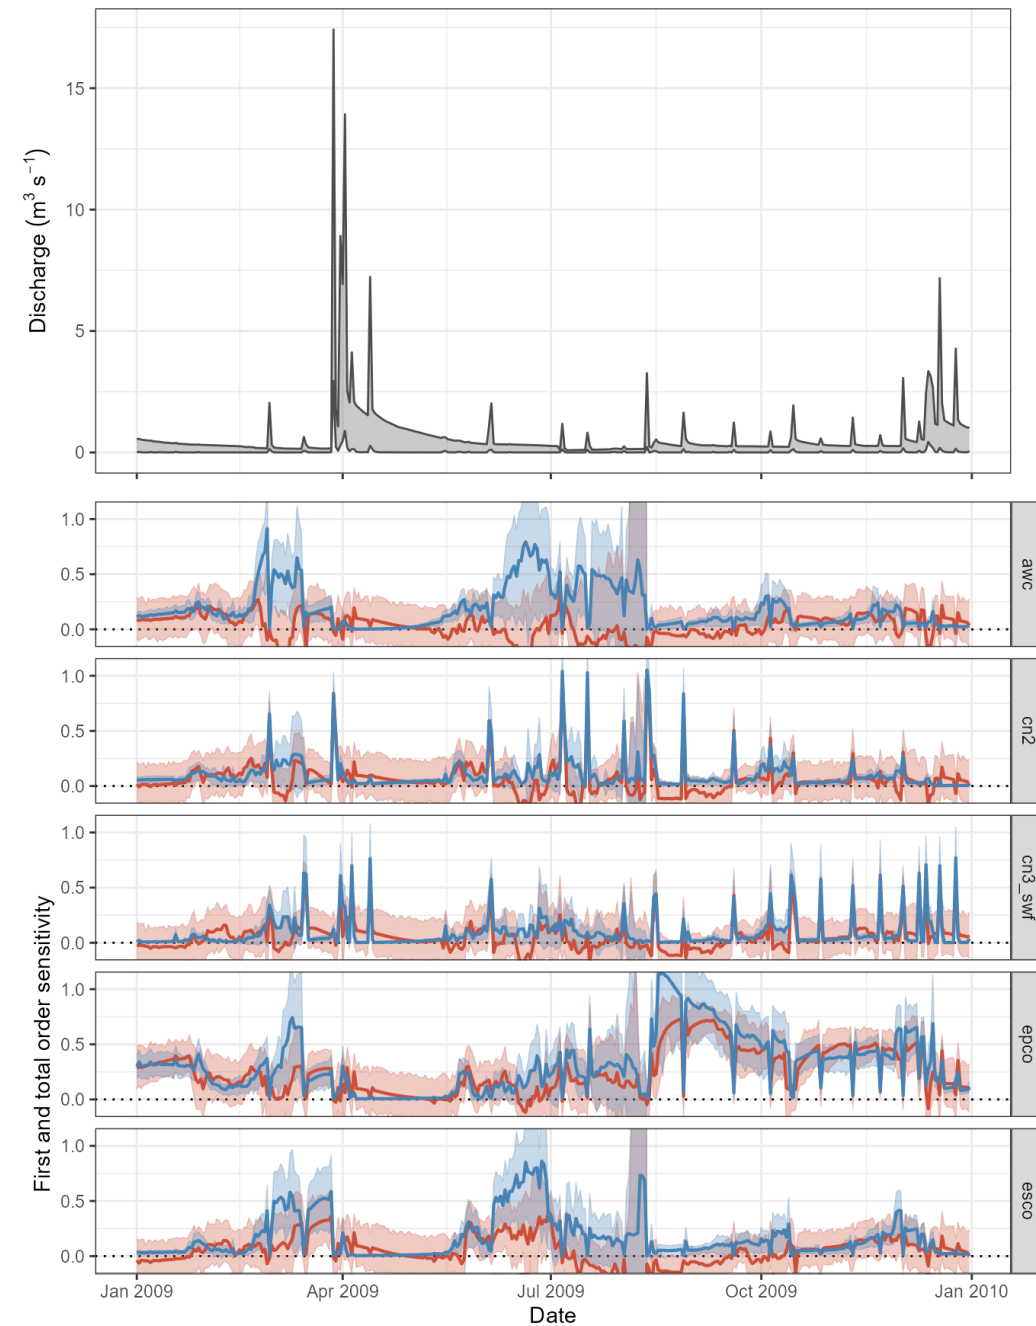 Discharge (m³ s⁻¹)
15
10
5
0
First and total order sensitivity
1.0
0.5
0.0
awc
1.0
0.5
0.0
cn2
1.0
0.5
0.0
cn3_swf
1.0
0.5
0.0
epco
1.0
0.5
0.0
esco
Jan 2009
Apr 2009
Jul 2009
Oct 2009
Jan 2010
Date